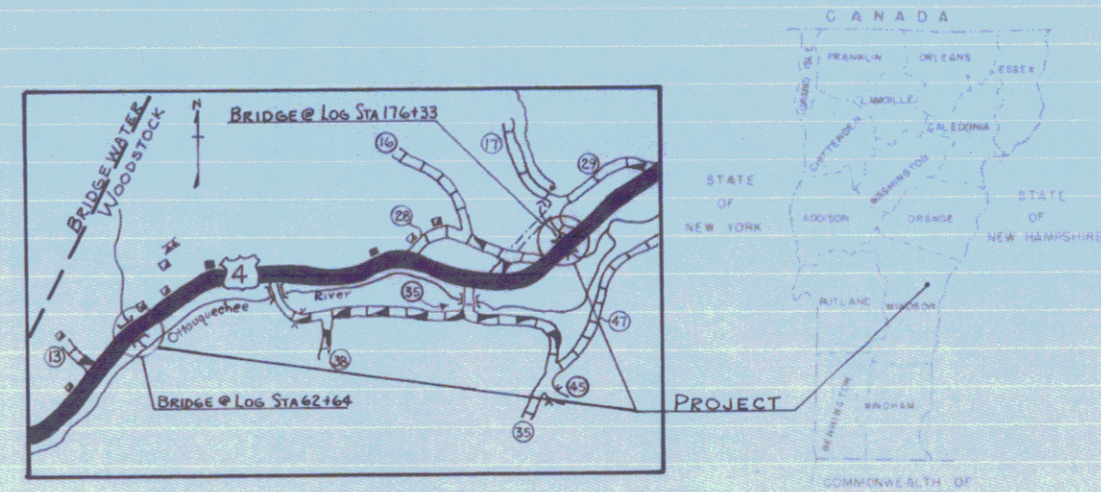 CANADA
FRANKLIN
ORLEANS
ESSEX
GRAND ISLE
LAMOILLE
CALEDONIA
CHITTENDEN
WASHINGTON
ADDISON
ORANGE
STATE
OF
NEW YORK
STATE
OF
NEW HAMPSHIRE
RUTLAND
WINDSOR
BENNINGTON
WINDHAM
COMMONWEALTH OF
BRIDGEWATER
WOODSTOCK
N
BRIDGE @ LOG STA 176+33
16
17
29
28
4
35
River
Ottauquechee
47
13
38
45
35
BRIDGE @ LOG STA 62+64
PROJECT